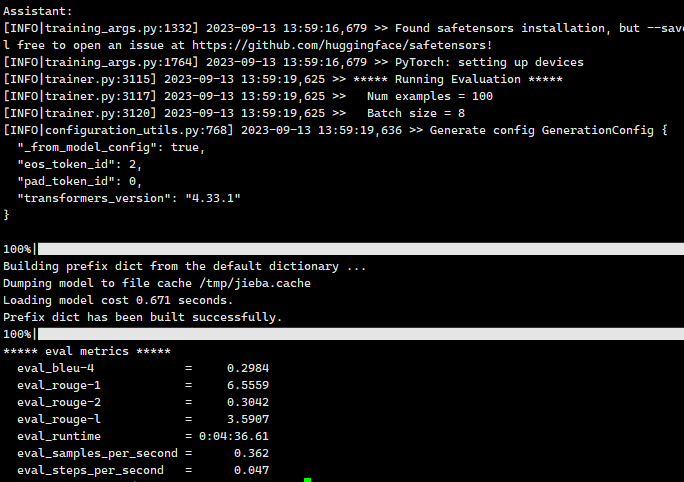 Assistant:
[INFO|training_args.py:1332] 2023-09-13 13:59:16,679 >> Found safetensors installation, but --save
l free to open an issue at https://github.com/huggingface/safetensors!
[INFO|training_args.py:1764] 2023-09-13 13:59:16,679 >> PyTorch: setting up devices
[INFO|trainer.py:3115] 2023-09-13 13:59:19,625 >> ***** Running Evaluation *****
[INFO|trainer.py:3117] 2023-09-13 13:59:19,625 >>   Num examples = 100
[INFO|trainer.py:3120] 2023-09-13 13:59:19,625 >>   Batch size = 8
[INFO|configuration_utils.py:768] 2023-09-13 13:59:19,636 >> Generate config GenerationConfig {
  "_from_model_config": true,
  "eos_token_id": 2,
  "pad_token_id": 0,
  "transformers_version": "4.33.1"
}
100%|
Building prefix dict from the default dictionary ...
Dumping model to file cache /tmp/jieba.cache
Loading model cost 0.671 seconds.
Prefix dict has been built successfully.
100%|
***** eval metrics *****
  eval_bleu-4             =     0.2984
  eval_rouge-1            =     6.5559
  eval_rouge-2            =     0.3042
  eval_rouge-l            =     3.5907
  eval_runtime            = 0:04:36.61
  eval_samples_per_second =      0.362
  eval_steps_per_second   =      0.047